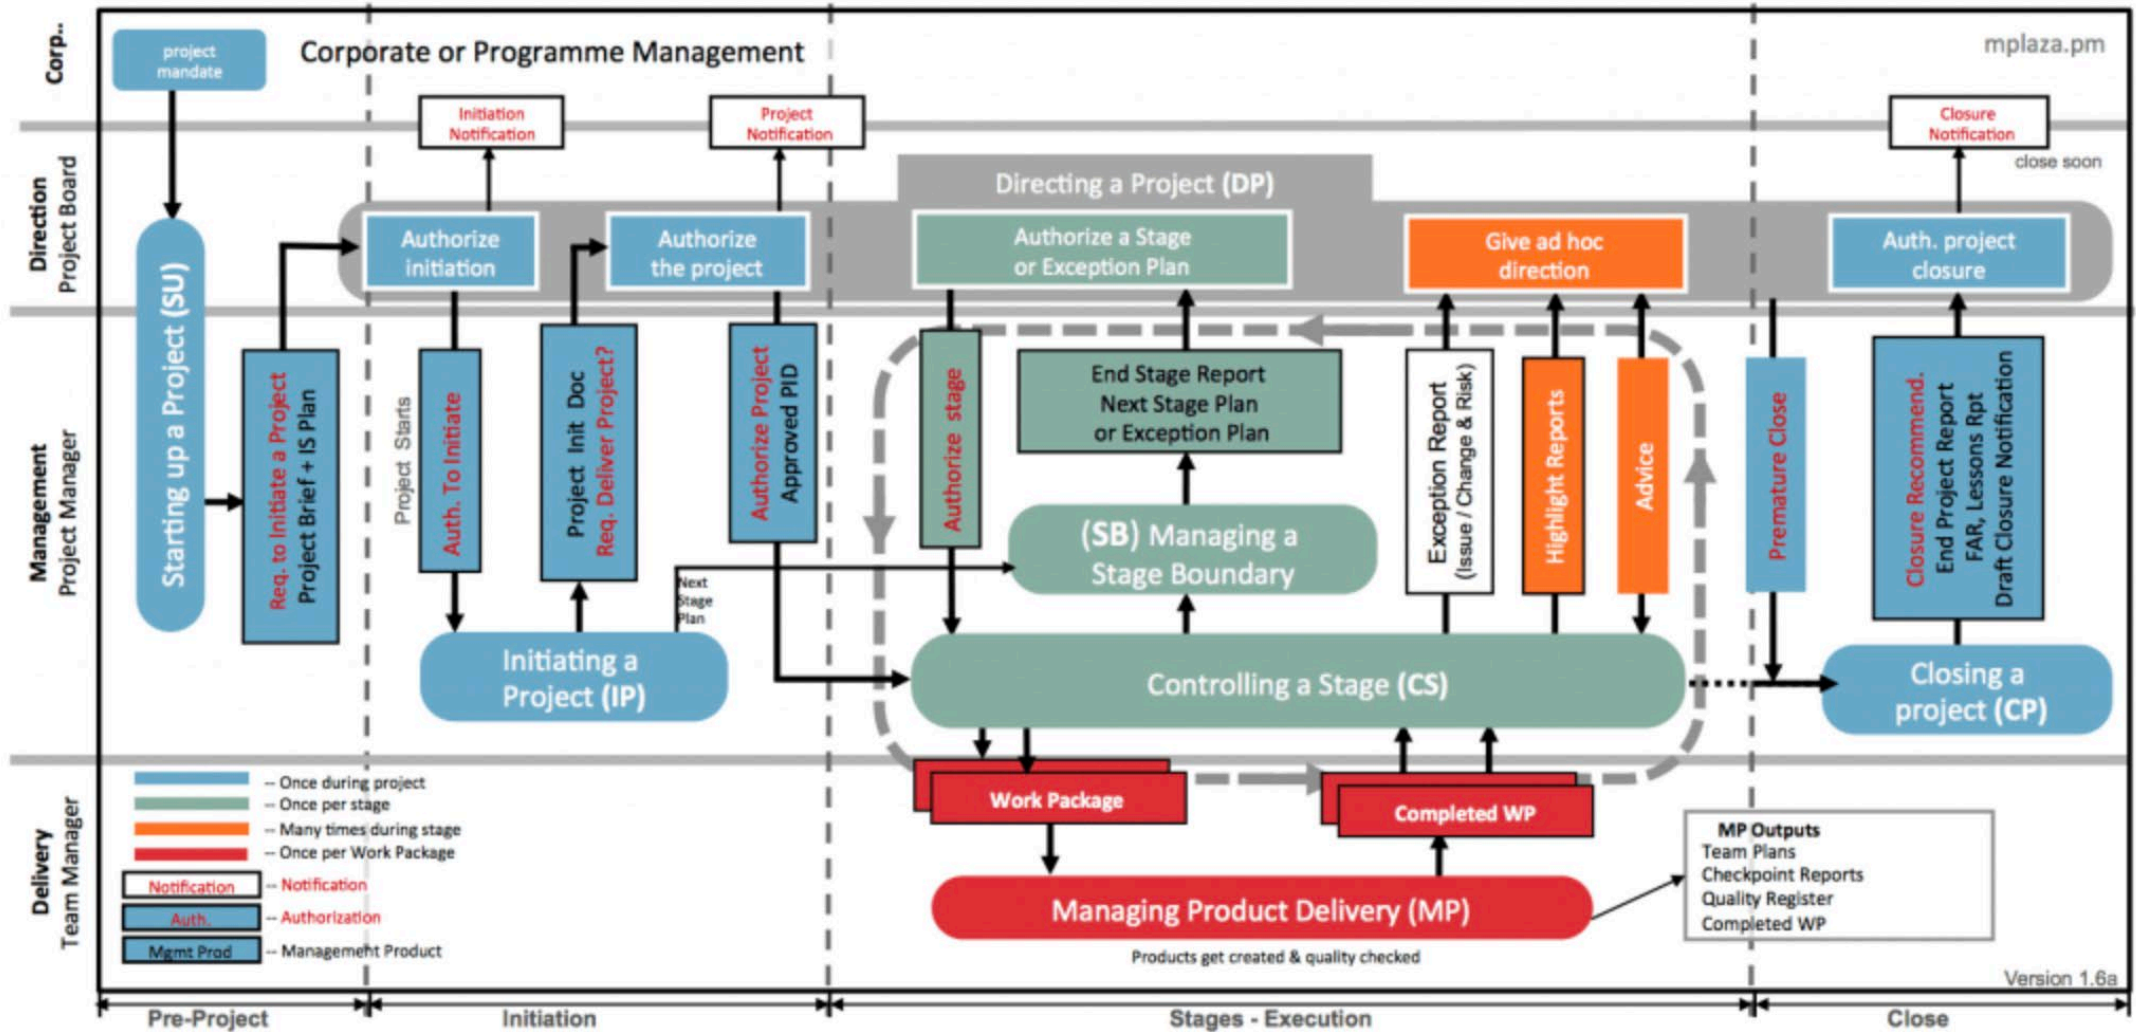 Corp..
project
mandate
Corporate or Programme Management
mplaza.pm
Initiation
Notification
Project
Notification
Closure
Notification
close soon
Direction
Project Board
Directing a Project (DP)
Authorize
initiation
Authorize
the project
Authorize a Stage
or Exception Plan
Give ad hoc
direction
Auth. project
closure
Management
Project Manager
Starting up a Project (SU)
Req. to Initiate a Project
Project Brief + IS Plan
Project Starts
Auth. To Initiate
Project Init Doc
Req. Deliver Project?
Authorize Project
Approved PID
Authorize stage
End Stage Report
Next Stage Plan
or Exception Plan
Exception Report
(Issue / Change & Risk)
Highlight Reports
Advice
Premature Close
Closure Recommend.
End Project Report
FAR, Lessons Rpt
Draft Closure Notification
(SB) Managing a
Stage Boundary
Next
Stage
Plan
Initiating a
Project (IP)
Controlling a Stage (CS)
Closing a
project (CP)
Delivery
Team Manager
-- Once during project
-- Once per stage
-- Many times during stage
-- Once per Work Package
Notification -- Notification
Auth. -- Authorization
Mgmt Prod -- Management Product
Work Package
Completed WP
Managing Product Delivery (MP)
Products get created & quality checked
MP Outputs
Team Plans
Checkpoint Reports
Quality Register
Completed WP
Version 1.6a
Pre-Project
Initiation
Stages - Execution
Close